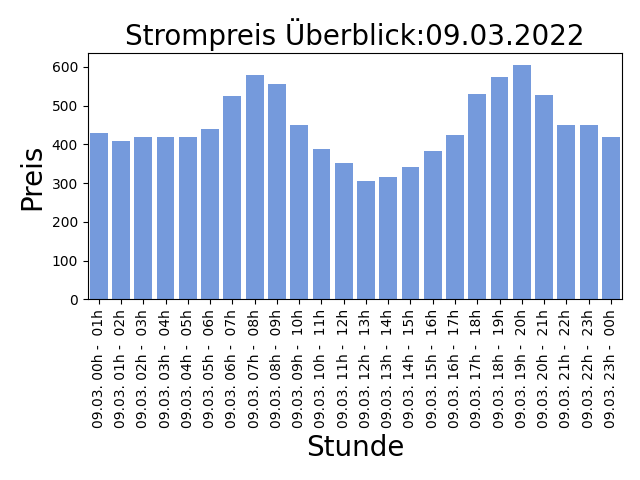 Strompreis Überblick:09.03.2022
Preis
600
500
400
300
200
100
0
09.03. 00h - 01h
09.03. 01h - 02h
09.03. 02h - 03h
09.03. 03h - 04h
09.03. 04h - 05h
09.03. 05h - 06h
09.03. 06h - 07h
09.03. 07h - 08h
09.03. 08h - 09h
09.03. 09h - 10h
09.03. 10h - 11h
09.03. 11h - 12h
09.03. 12h - 13h
09.03. 13h - 14h
09.03. 14h - 15h
09.03. 15h - 16h
09.03. 16h - 17h
09.03. 17h - 18h
09.03. 18h - 19h
09.03. 19h - 20h
09.03. 20h - 21h
09.03. 21h - 22h
09.03. 22h - 23h
09.03. 23h - 00h
Stunde